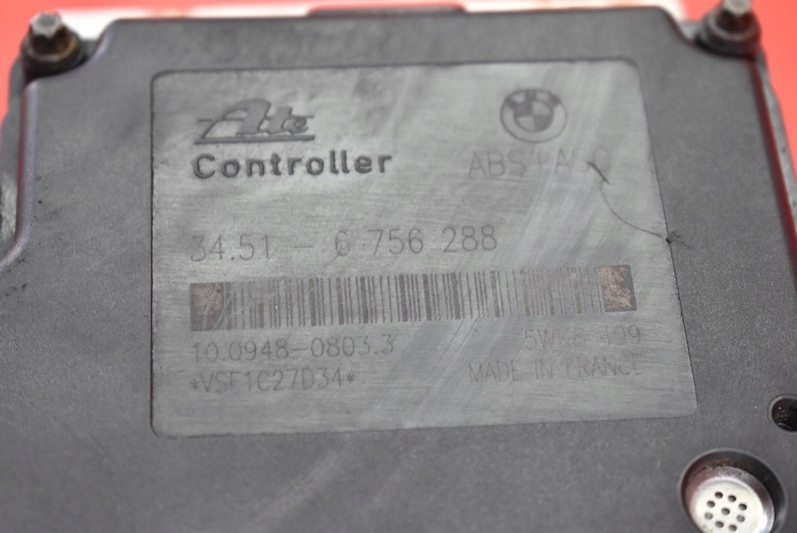 Ate
Controller
ABS+ASC
34.51 - 6 756 288
10.0948-0803.3
*VSF1C27D34*
MADE IN FRANCE